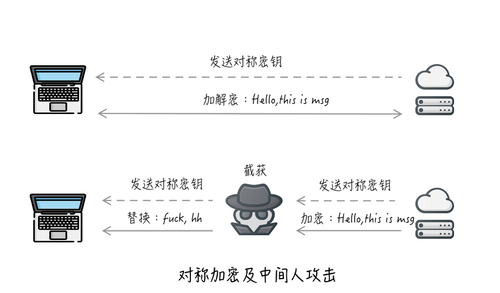 发送对称密钥
加解密：Hello,this is msg
截获
发送对称密钥
发送对称密钥
替换：fuck, hh
加密：Hello,this is msg
对称加密及中间人攻击